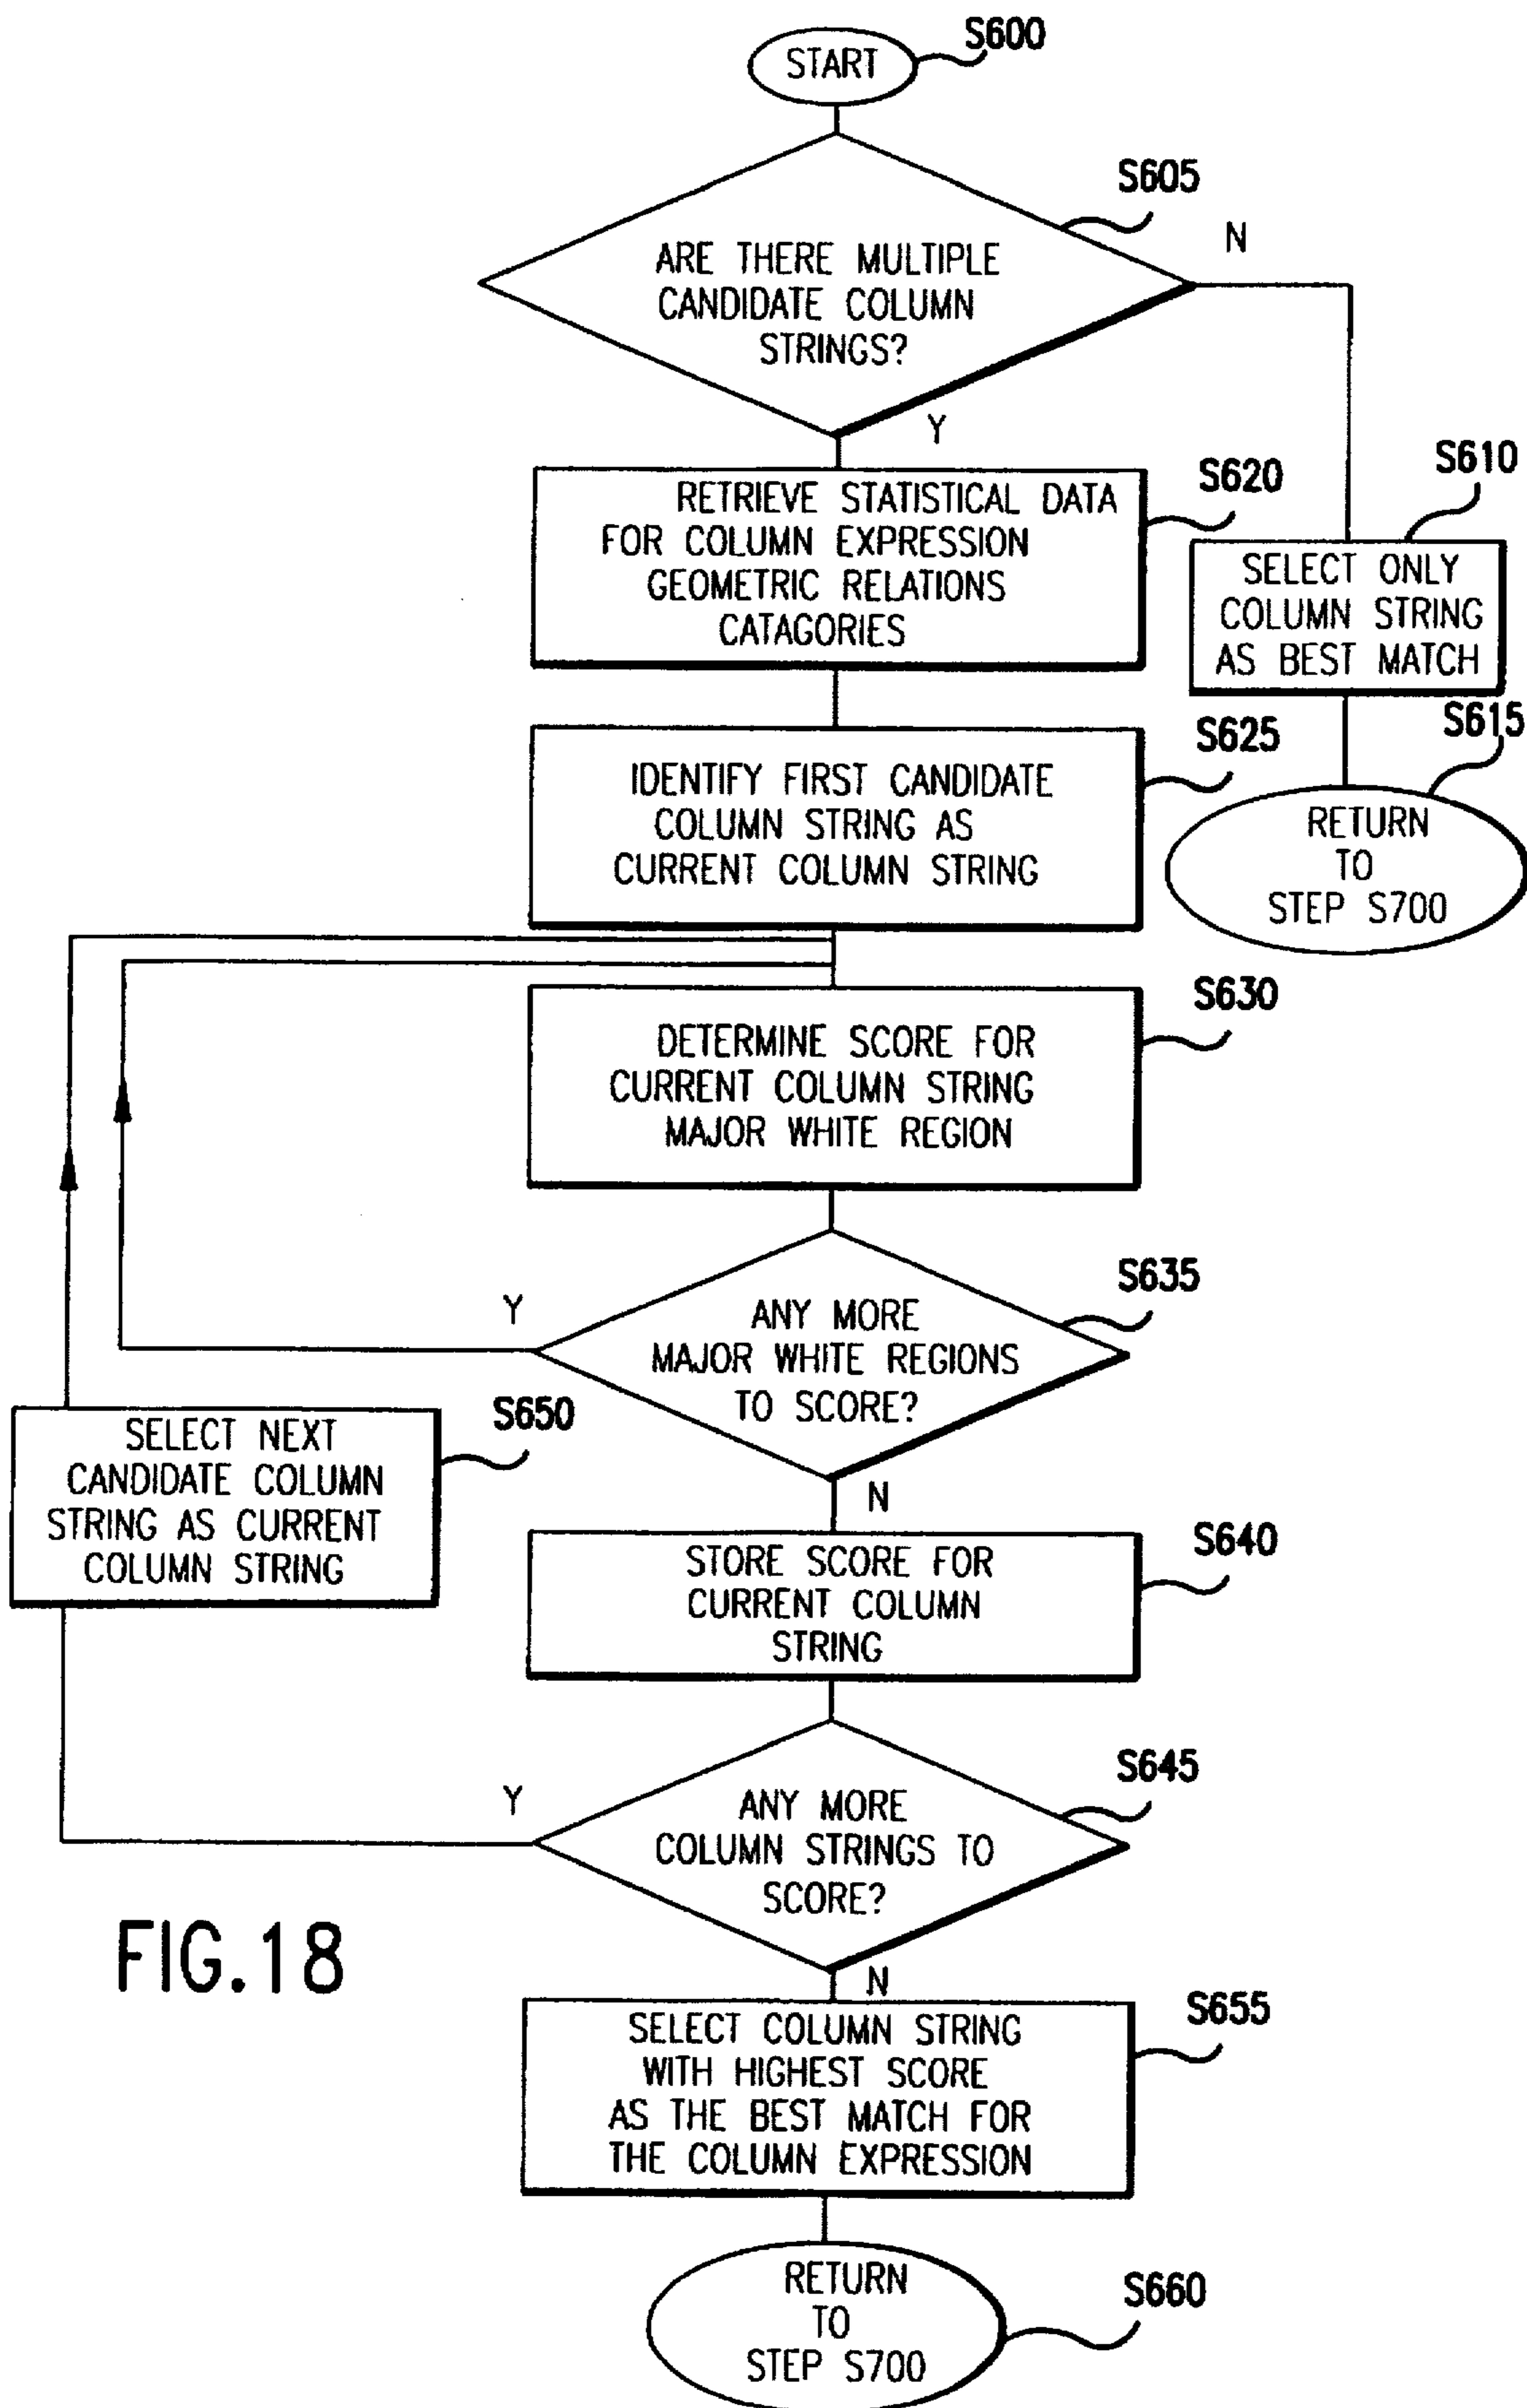 START
S600
S605
ARE THERE MULTIPLE
CANDIDATE COLUMN
STRINGS?
N
Y
S610
SELECT ONLY
COLUMN STRING
AS BEST MATCH
S615
RETURN
TO
STEP S700
S620
RETRIEVE STATISTICAL DATA
FOR COLUMN EXPRESSION
GEOMETRIC RELATIONS
CATAGORIES
S625
IDENTIFY FIRST CANDIDATE
COLUMN STRING AS
CURRENT COLUMN STRING
S630
DETERMINE SCORE FOR
CURRENT COLUMN STRING
MAJOR WHITE REGION
S635
Y
ANY MORE
MAJOR WHITE REGIONS
TO SCORE?
N
S650
SELECT NEXT
CANDIDATE COLUMN
STRING AS CURRENT
COLUMN STRING
S640
STORE SCORE FOR
CURRENT COLUMN
STRING
S645
Y
ANY MORE
COLUMN STRINGS TO
SCORE?
N
FIG.18
S655
SELECT COLUMN STRING
WITH HIGHEST SCORE
AS THE BEST MATCH FOR
THE COLUMN EXPRESSION
S660
RETURN
TO
STEP S700